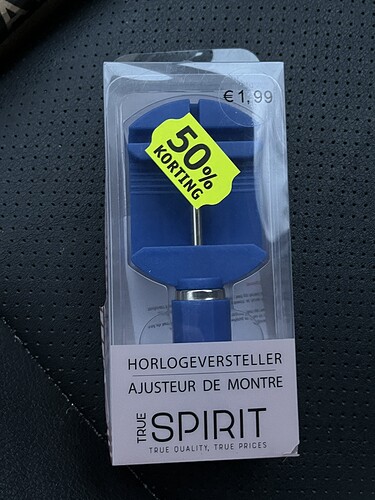 € 1,99
50%
KORTING
HORLOGEVERSTELLER
AJUSTEUR DE MONTRE
TRUE
SPIRIT
TRUE QUALITY, TRUE PRICES